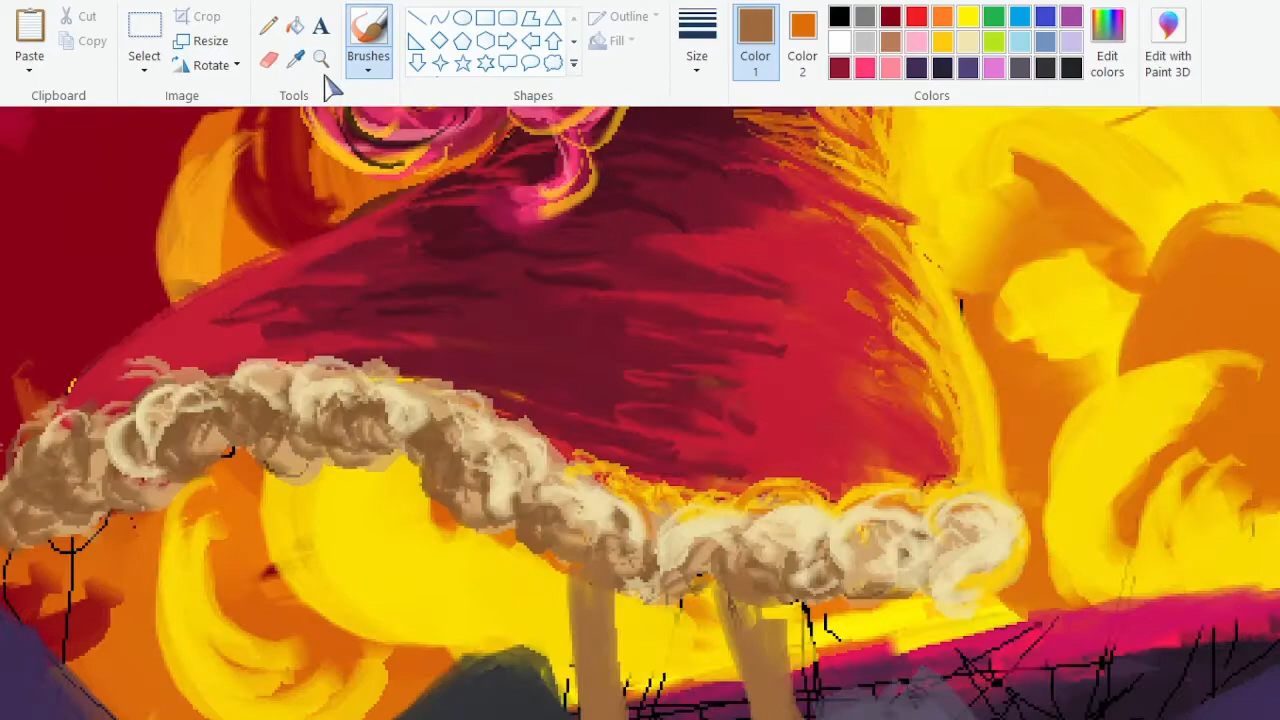 Paste
Cut
Copy
Clipboard
Select
Crop
Resize
Rotate
Image
A
Tools
Brushes
Outline
Fill
Shapes
Size
Color
1
Color
2
Edit
colors
Colors
Edit with
Paint 3D